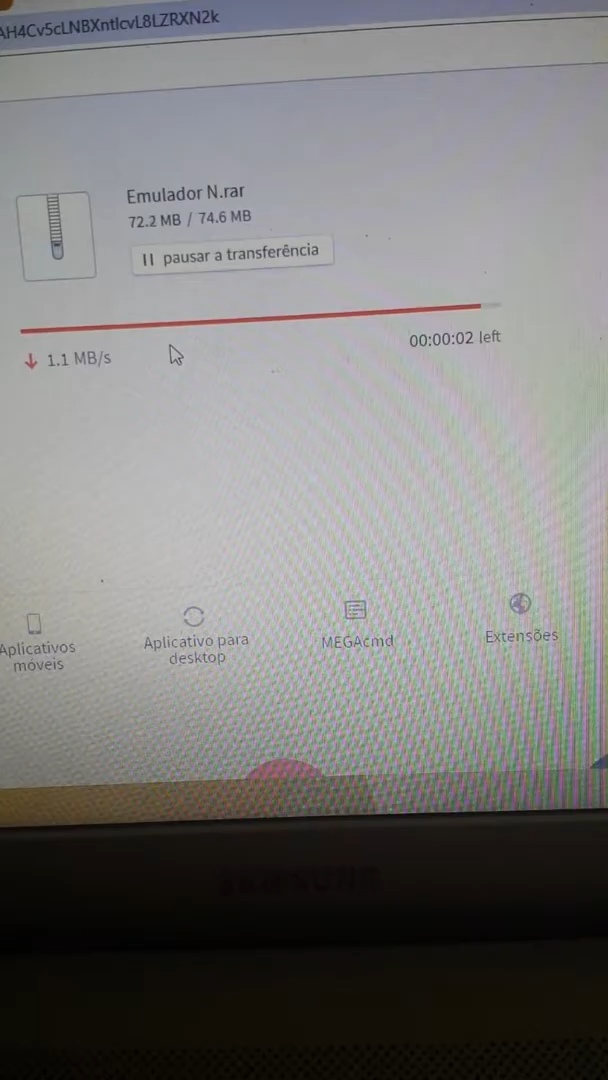 AH4Cv5cLNBXntlcvL8LZRXN2k
Emulador N.rar
72.2 MB / 74.6 MB
pausar a transferência
1.1 MB/s
00:00:02 left
Aplicativos
móveis
Aplicativo para
desktop
MEGAcmd
Extensões
SAMSUNG